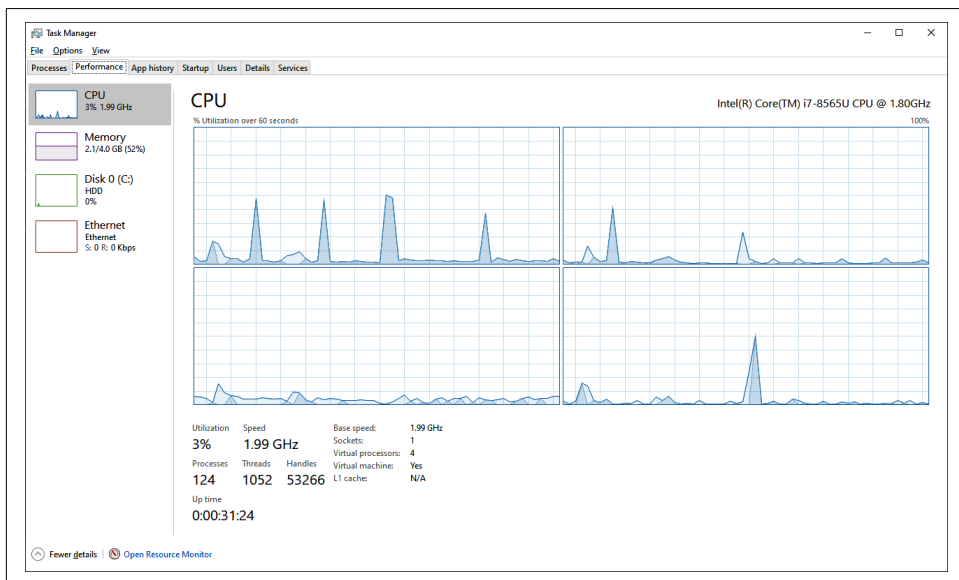 Task Manager
File Options View
Processes Performance App history Startup Users Details Services
CPU
3% 1.99 GHz
Memory
2.1/4.0 GB (52%)
Disk 0 (C:)
HDD
0%
Ethernet
Ethernet
S: 0 R: 0 Kbps
CPU Intel(R) Core(TM) i7-8565U CPU @ 1.80GHz
% Utilization over 60 seconds 100%
Utilization Speed
3% 1.99 GHz
Processes Threads Handles
124 1052 53266
Up time
0:00:31:24
Base speed: 1.99 GHz
Sockets: 1
Virtual processors: 4
Virtual machine: Yes
L1 cache: N/A
Fewer details Open Resource Monitor